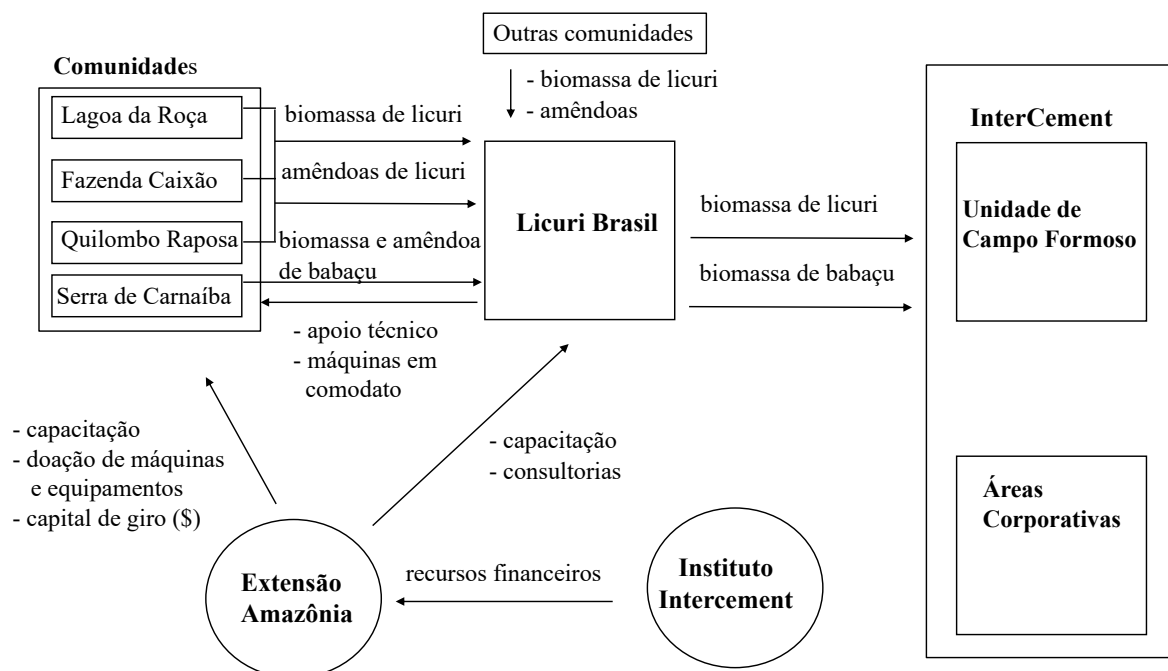 Outras comunidades
- biomassa de licuri
- amêndoas
Comunidades
Lagoa da Roça
Fazenda Caixão
Quilombo Raposa
Serra de Carnaíba
biomassa de licuri
amêndoas de licuri
biomassa e amêndoa
de babaçu
- apoio técnico
- máquinas em
comodato
Licuri Brasil
biomassa de licuri
biomassa de babaçu
InterCement
Unidade de
Campo Formoso
Áreas
Corporativas
- capacitação
- doação de máquinas
e equipamentos
- capital de giro ($)
- capacitação
- consultorias
Extensão
Amazônia
recursos financeiros
Instituto
Intercement